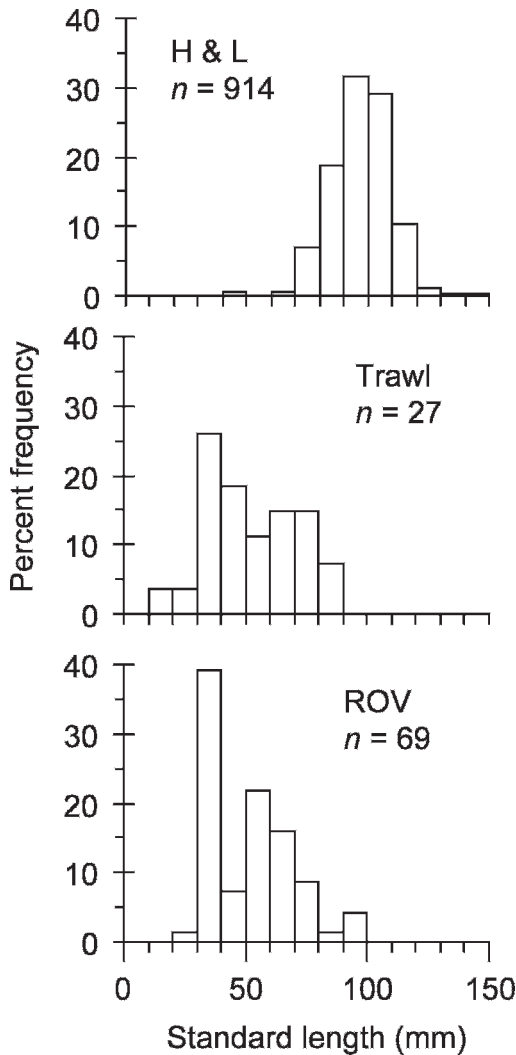 40
H & L
30
n = 914
20
10
0
40
Trawl
30
n = 27
20
10
0
Percent frequency
40
ROV
30
n = 69
20
10
0
0 50 100 150
Standard length (mm)